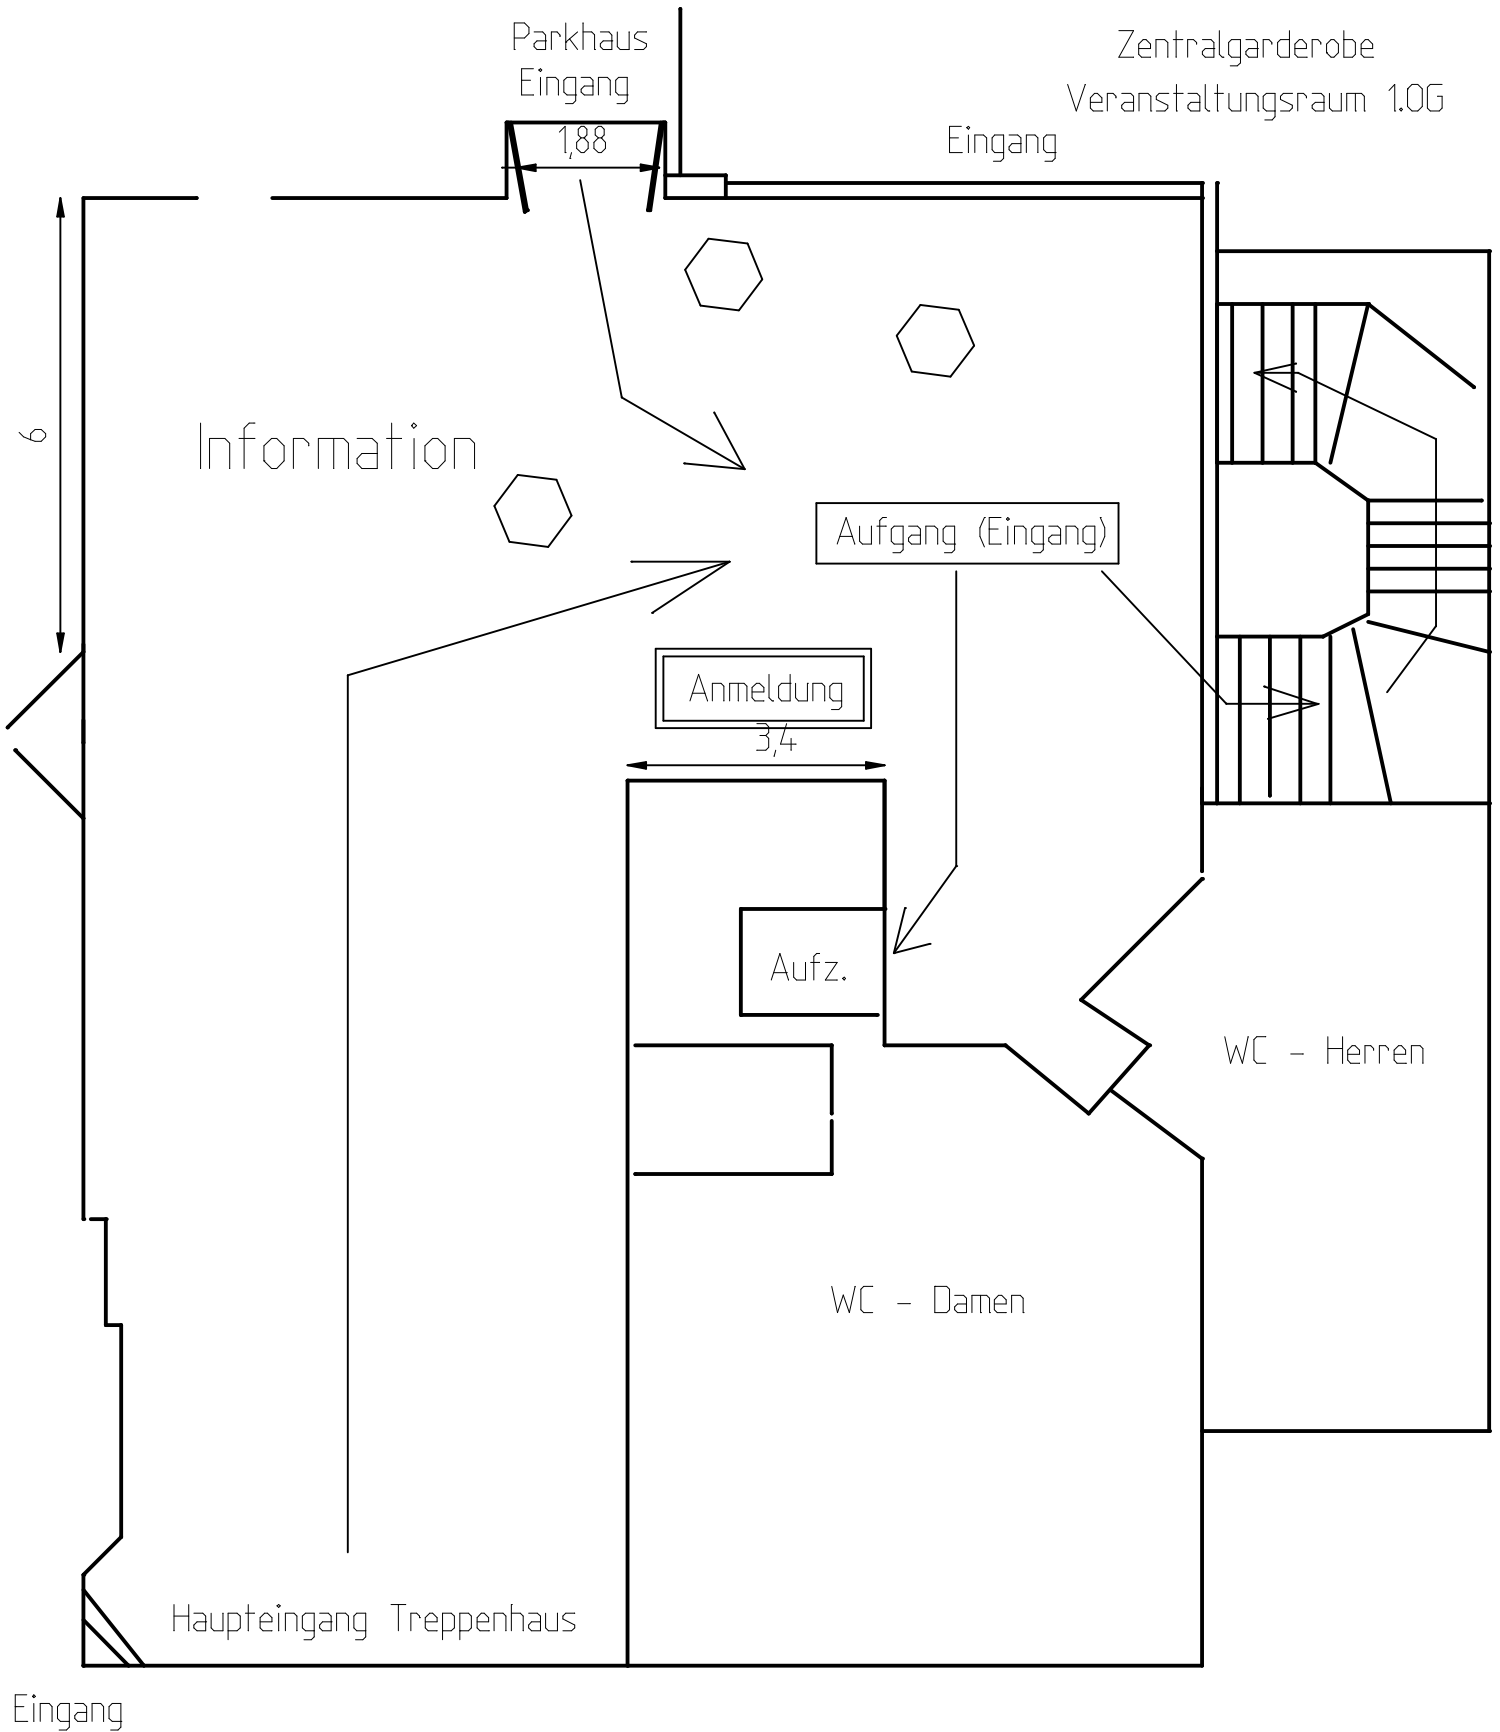 Parkhaus
Eingang
Zentralgarderobe
Veranstaltungsraum 1.OG
Eingang
1,88
6
Information
Aufgang (Eingang)
Anmeldung
3,4
Aufz.
WC - Herren
WC - Damen
Haupteingang Treppenhaus
Eingang